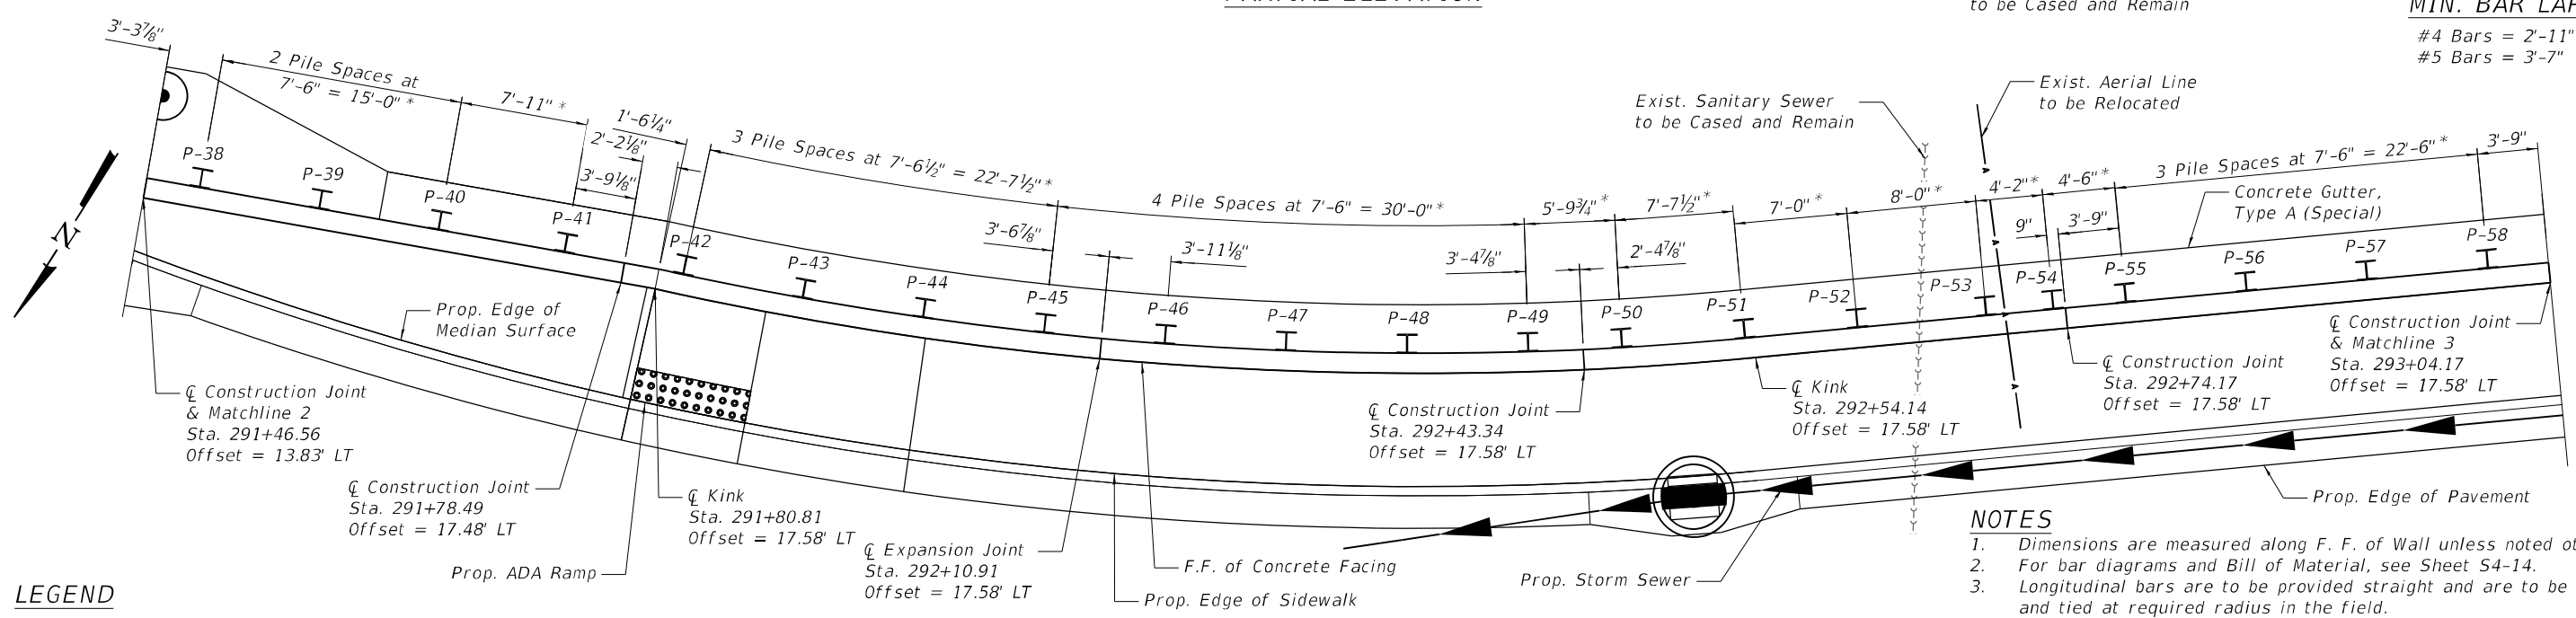 PARTIAL ELEVATION
to be Cased and Remain
MIN. BAR LAP
#4 Bars = 2'-11"
#5 Bars = 3'-7"
3'-3⅞"
2 Pile Spaces at
7'-6" = 15'-0" *
7'-11" *
1'-6¼"
2'-2⅛"
3'-9⅛"
3 Pile Spaces at 7'-6½" = 22'-7½"*
4 Pile Spaces at 7'-6" = 30'-0"*
3'-6⅞"
3'-11⅛"
3'-4⅞"
5'-9¾"*
7'-7½"*
2'-4⅞"
7'-0"*
8'-0"*
4'-2"*
4'-6"*
9"
3'-9"
3 Pile Spaces at 7'-6" = 22'-6"*
3'-9"
Exist. Sanitary Sewer
to be Cased and Remain
Exist. Aerial Line
to be Relocated
Concrete Gutter,
Type A (Special)
P-38
P-39
P-40
P-41
P-42
P-43
P-44
P-45
P-46
P-47
P-48
P-49
P-50
P-51
P-52
P-53
P-54
P-55
P-56
P-57
P-58
A
A
A
A
N
Prop. Edge of
Median Surface
℄ Construction Joint
& Matchline 2
Sta. 291+46.56
Offset = 13.83' LT
℄ Construction Joint
Sta. 291+78.49
Offset = 17.48' LT
Prop. ADA Ramp
℄ Kink
Sta. 291+80.81
Offset = 17.58' LT
℄ Expansion Joint
Sta. 292+10.91
Offset = 17.58' LT
F.F. of Concrete Facing
Prop. Edge of Sidewalk
℄ Construction Joint
Sta. 292+43.34
Offset = 17.58' LT
Prop. Storm Sewer
℄ Kink
Sta. 292+54.14
Offset = 17.58' LT
℄ Construction Joint
Sta. 292+74.17
Offset = 17.58' LT
℄ Construction Joint
& Matchline 3
Sta. 293+04.17
Offset = 17.58' LT
Prop. Edge of Pavement
LEGEND
NOTES
1. Dimensions are measured along F. F. of Wall unless noted ot
2. For bar diagrams and Bill of Material, see Sheet S4-14.
3. Longitudinal bars are to be provided straight and are to be
and tied at required radius in the field.